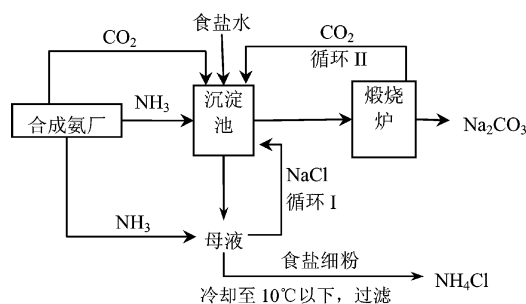 食盐水
CO₂
CO₂
循环 II
合成氨厂
NH₃
沉淀池
煅烧炉
Na₂CO₃
NaCl
循环 I
NH₃
母液
食盐细粉
冷却至 10℃以下，过滤
NH₄Cl